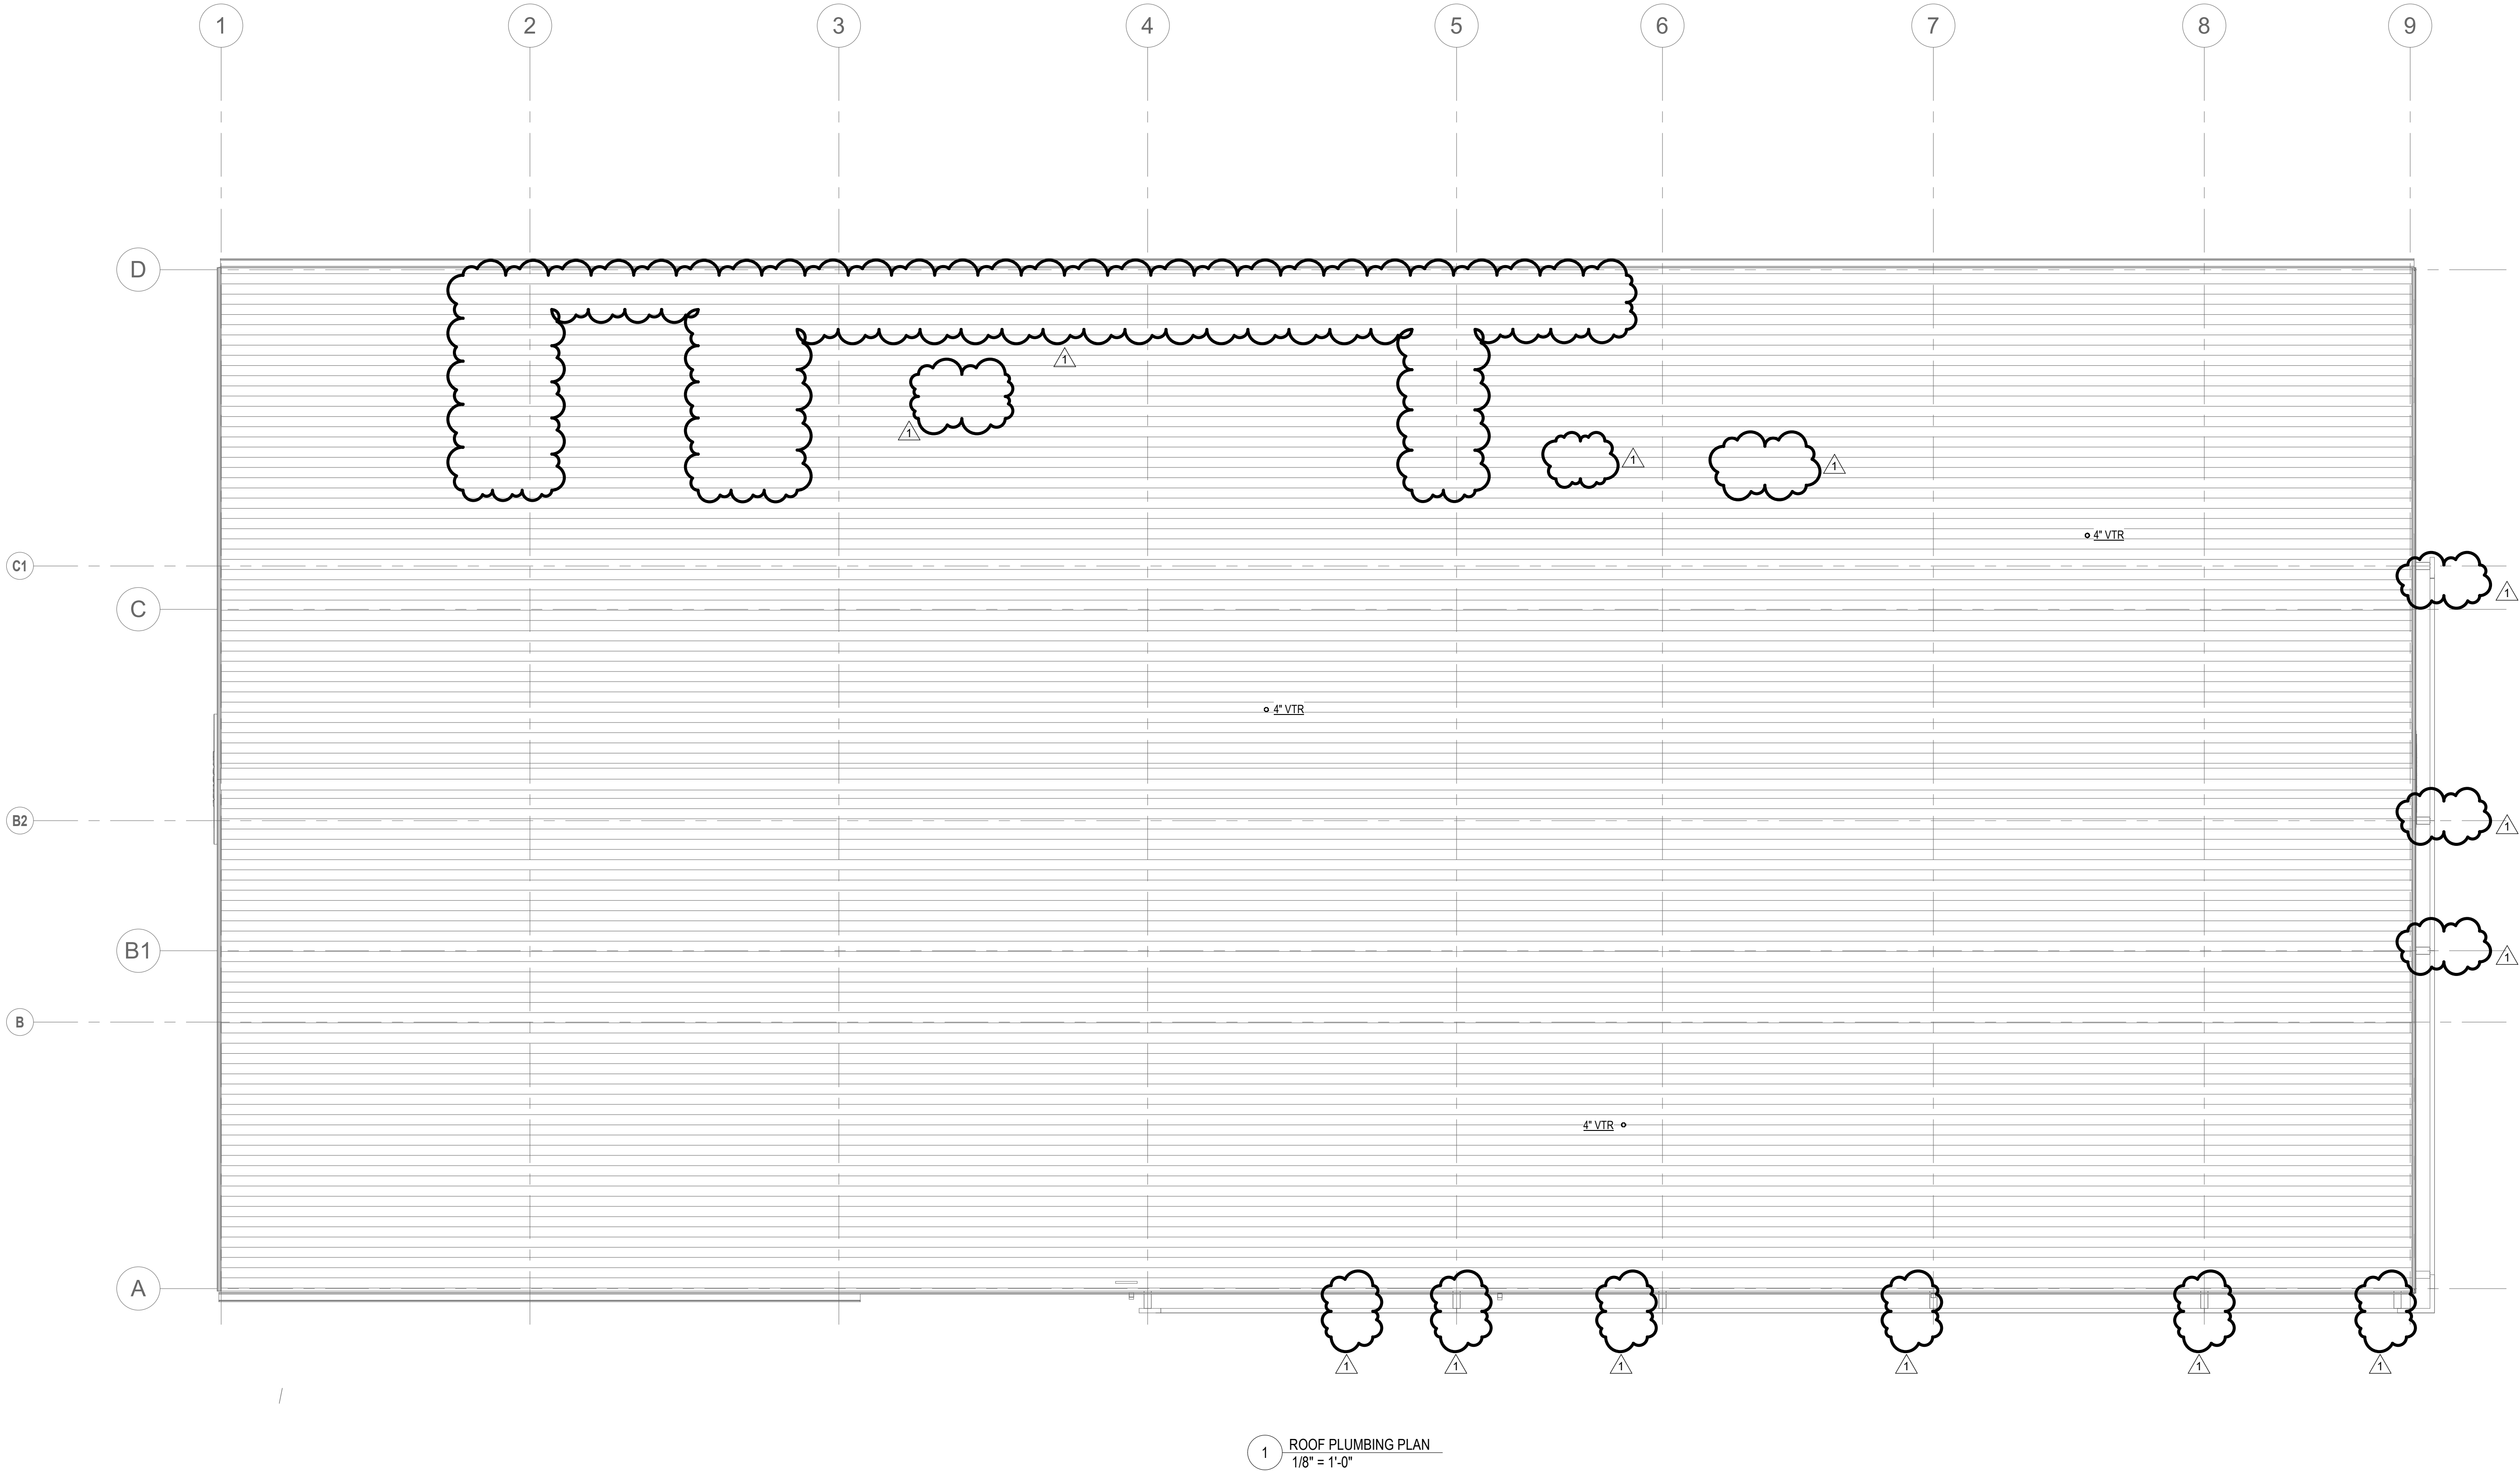 1 2 3 4 5 6 7 8 9
D
1
1
1
1
4" VTR
C1
1
C
4" VTR
B2
1
B1
1
B
4" VTR
A
1 1 1 1 1 1
1 ROOF PLUMBING PLAN
1/8" = 1'-0"